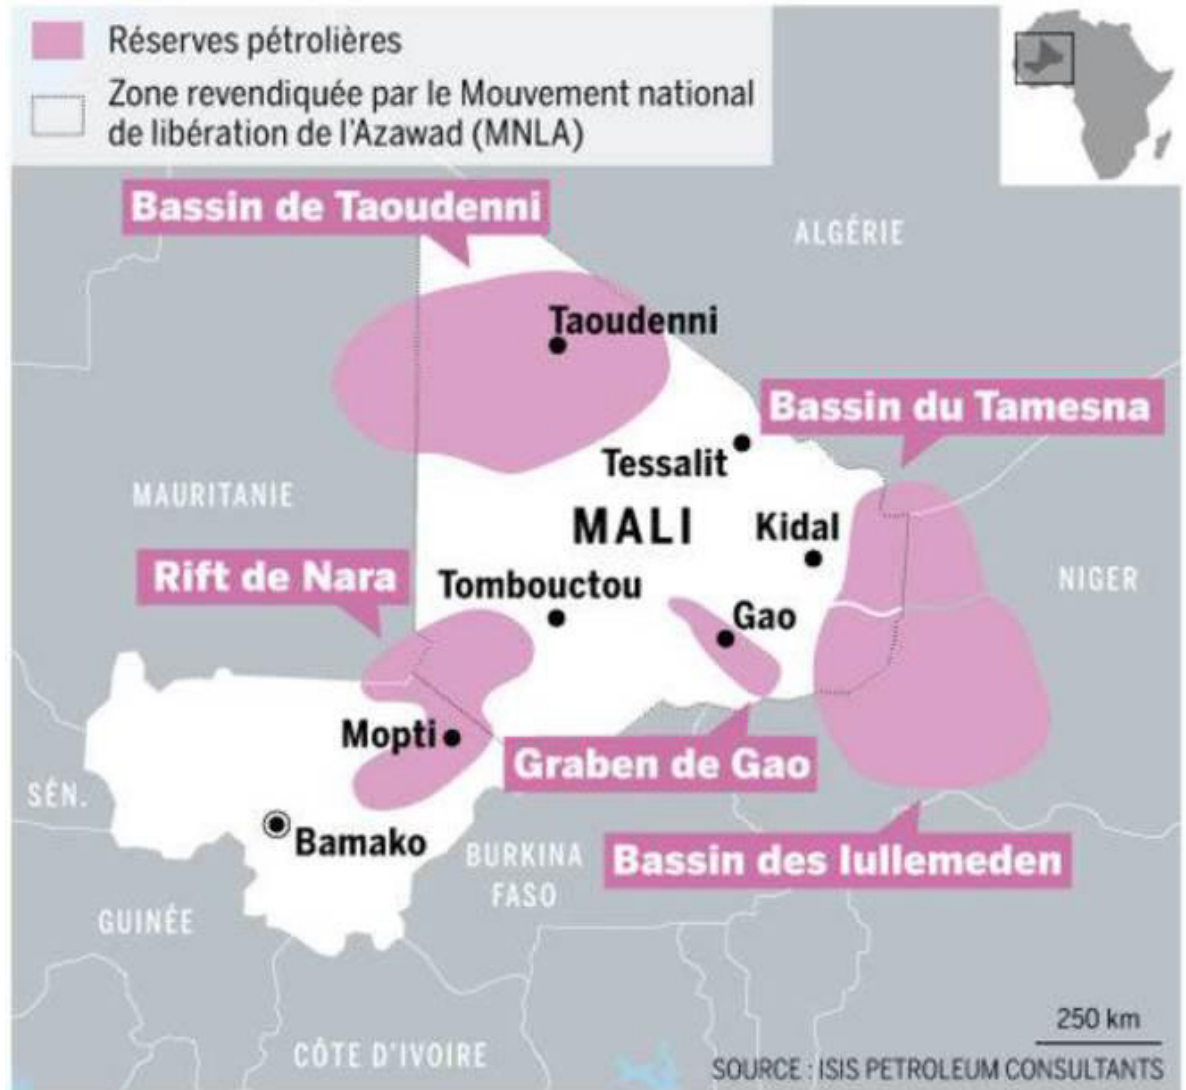 Réserves pétrolières
Zone revendiquée par le Mouvement national
de libération de l'Azawad (MNLA)
Bassin de Taoudenni
ALGÉRIE
Taoudenni
Bassin du Tamesna
Tessalit
MAURITANIE
MALI
Kidal
Rift de Nara
Tombouctou
NIGER
Gao
Mopti
Graben de Gao
SÉN.
Bamako
BURKINA
FASO
Bassin des Iullemeden
GUINÉE
250 km
CÔTE D'IVOIRE
SOURCE : ISIS PETROLEUM CONSULTANTS